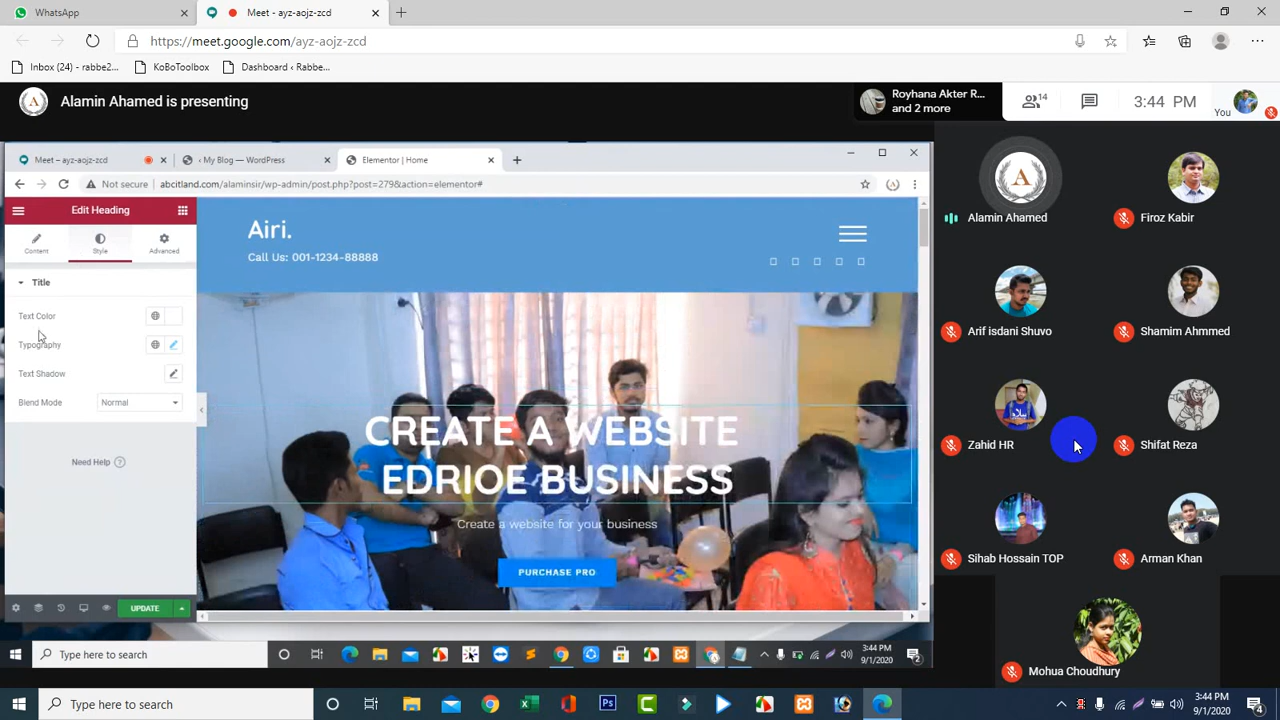 WhatsApp
Meet - ayz-aojz-zcd
https://meet.google.com/ayz-aojz-zcd
Inbox (24) - rabbe2...
KoBoToolbox
Dashboard ‹ Rabbe...
A
Alamin Ahamed is presenting
Royhana Akter R...
and 2 more
14
3:44 PM
You
Meet – ayz-aojz-zcd
‹ My Blog — WordPress
Elementor | Home
Not secure
abcitland.com/alaminsir/wp-admin/post.php?post=279&action=elementor#
Edit Heading
Content
Style
Advanced
Title
Text Color
Typography
Text Shadow
Blend Mode
Normal
Need Help
UPDATE
Airi.
Call Us: 001-1234-88888
CREATE A WEBSITE
EDRIOE BUSINESS
Create a website for your business
PURCHASE PRO
A
Alamin Ahamed
Firoz Kabir
Arif isdani Shuvo
Shamim Ahmmed
Zahid HR
Shifat Reza
Sihab Hossain TOP
Arman Khan
Mohua Choudhury
Type here to search
3:44 PM
9/1/2020
2
Type here to search
Ps
3:44 PM
9/1/2020
4